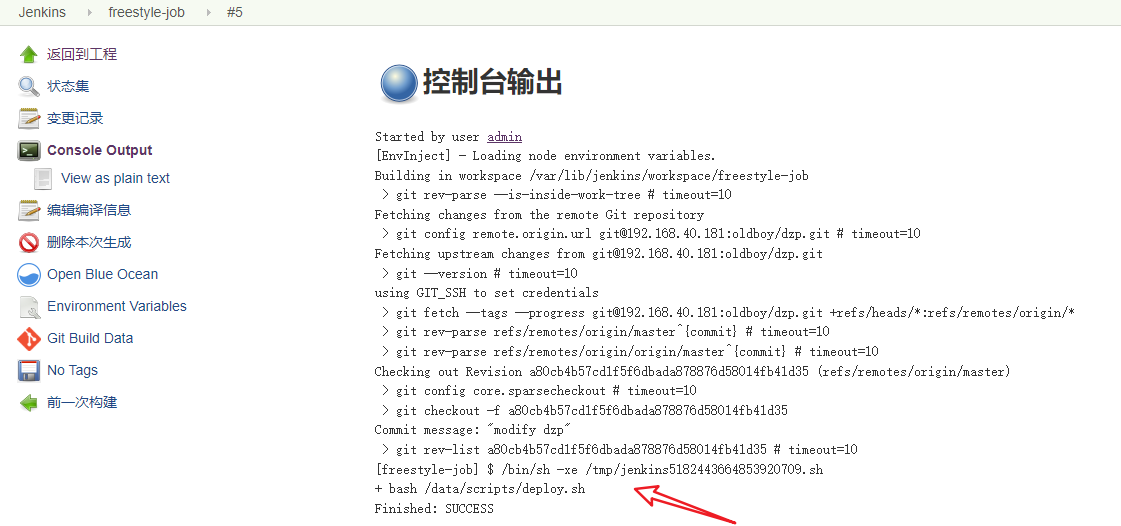 Jenkins freestyle-job #5
返回到工程
状态集
变更记录
Console Output
View as plain text
编辑编译信息
删除本次生成
Open Blue Ocean
Environment Variables
Git Build Data
No Tags
前一次构建
控制台输出
Started by user admin
[EnvInject] - Loading node environment variables.
Building in workspace /var/lib/jenkins/workspace/freestyle-job
> git rev-parse --is-inside-work-tree # timeout=10
Fetching changes from the remote Git repository
> git config remote.origin.url git@192.168.40.181:oldboy/dzp.git # timeout=10
Fetching upstream changes from git@192.168.40.181:oldboy/dzp.git
> git --version # timeout=10
using GIT_SSH to set credentials
> git fetch --tags --progress git@192.168.40.181:oldboy/dzp.git +refs/heads/*:refs/remotes/origin/*
> git rev-parse refs/remotes/origin/master^{commit} # timeout=10
> git rev-parse refs/remotes/origin/origin/master^{commit} # timeout=10
Checking out Revision a80cb4b57cd1f5f6dbada878876d58014fb41d35 (refs/remotes/origin/master)
> git config core.sparsecheckout # timeout=10
> git checkout -f a80cb4b57cd1f5f6dbada878876d58014fb41d35
Commit message: "modify dzp"
> git rev-list a80cb4b57cd1f5f6dbada878876d58014fb41d35 # timeout=10
[freestyle-job] $ /bin/sh -xe /tmp/jenkins5182443664853920709.sh
+ bash /data/scripts/deploy.sh
Finished: SUCCESS